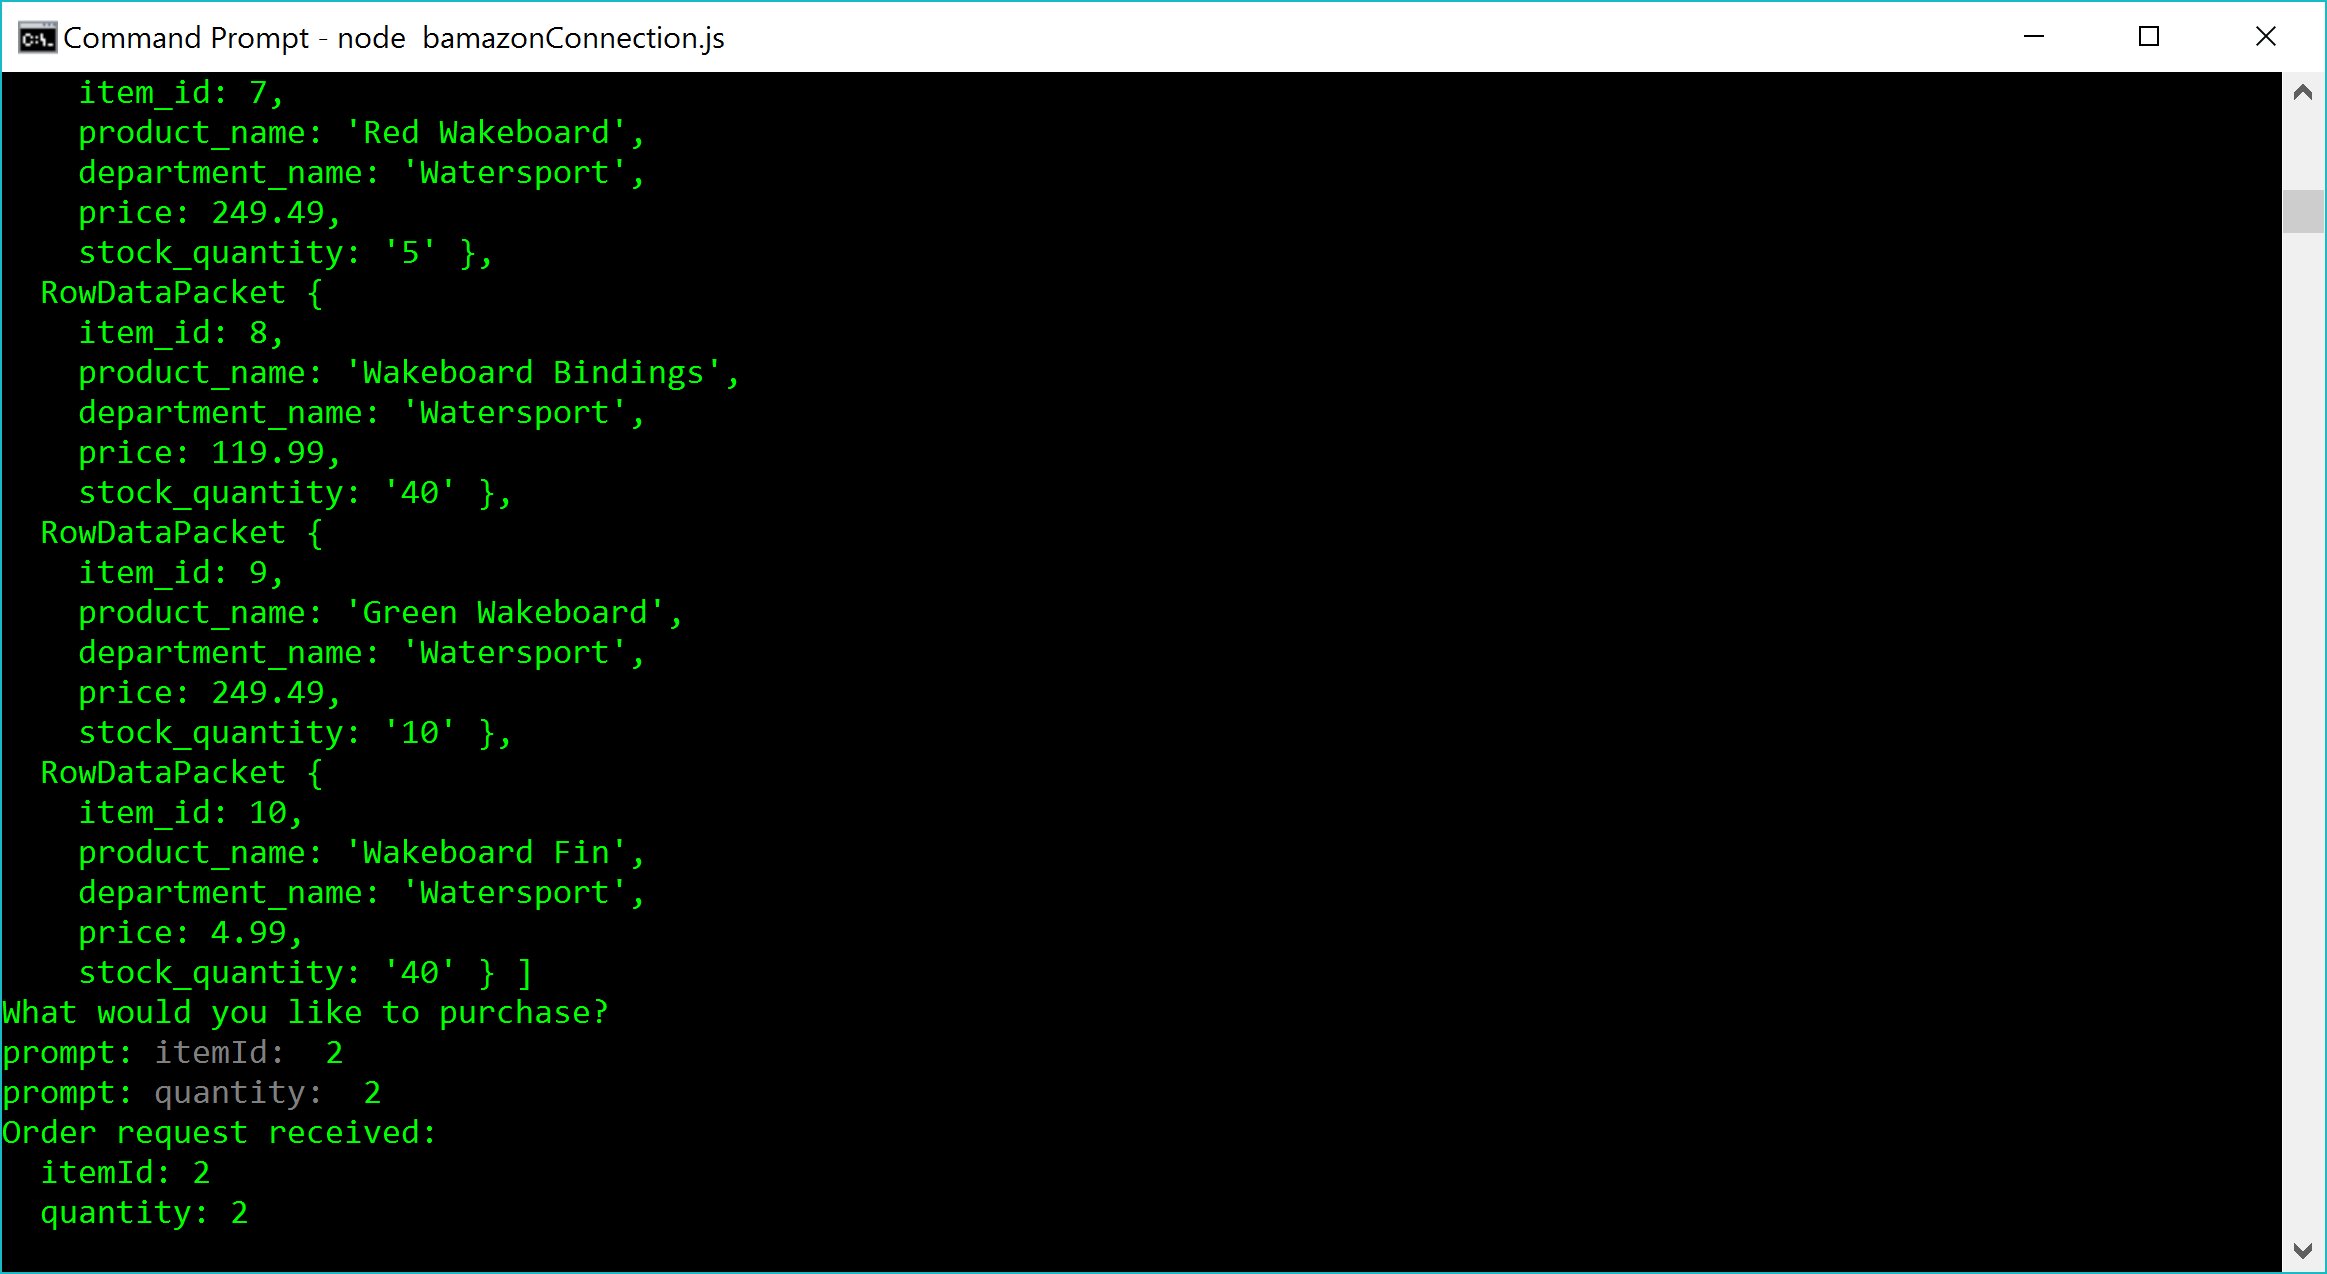 Command Prompt - node  bamazonConnection.js
    item_id: 7,
    product_name: 'Red Wakeboard',
    department_name: 'Watersport',
    price: 249.49,
    stock_quantity: '5' },
  RowDataPacket {
    item_id: 8,
    product_name: 'Wakeboard Bindings',
    department_name: 'Watersport',
    price: 119.99,
    stock_quantity: '40' },
  RowDataPacket {
    item_id: 9,
    product_name: 'Green Wakeboard',
    department_name: 'Watersport',
    price: 249.49,
    stock_quantity: '10' },
  RowDataPacket {
    item_id: 10,
    product_name: 'Wakeboard Fin',
    department_name: 'Watersport',
    price: 4.99,
    stock_quantity: '40' } ]
What would you like to purchase?
prompt: itemId:  2
prompt: quantity:  2
Order request received:
  itemId: 2
  quantity: 2